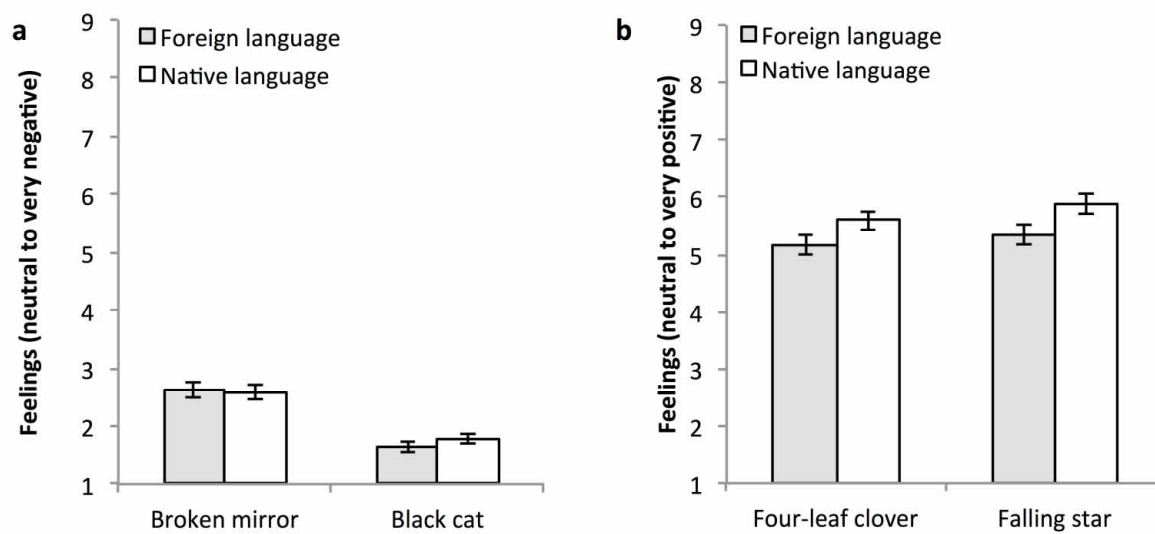 a
Foreign language
Native language
Feelings (neutral to very negative)
9
8
7
6
5
4
3
2
1
Broken mirror
Black cat
b
Foreign language
Native language
Feelings (neutral to very positive)
9
8
7
6
5
4
3
2
1
Four-leaf clover
Falling star